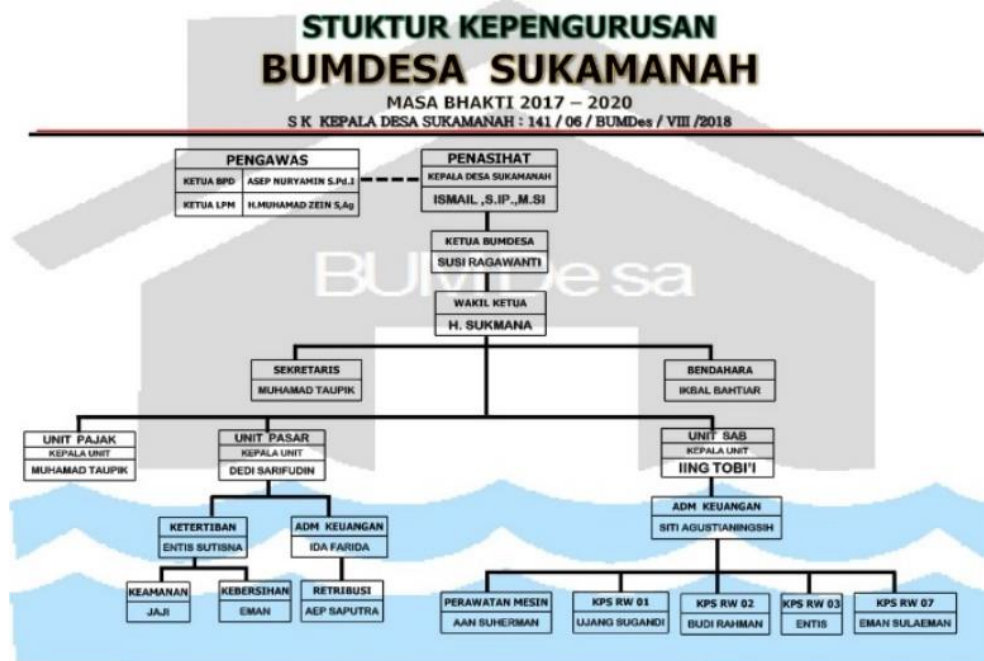 STUKTUR KEPENGURUSAN
BUMDESA SUKAMANAH
MASA BHAKTI 2017 – 2020
S K KEPALA DESA SUKAMANAH : 141 / 06 / BUMDes / VIII /2018
PENGAWAS
KETUA BPD ASEP NURYAMIN S.Pd.I
KETUA LPM H.MUHAMAD ZEIN S,Ag
PENASIHAT
KEPALA DESA SUKAMANAH
ISMAIL ,S.IP.,M.SI
KETUA BUMDESA
SUSI RAGAWANTI
BUMDesa
WAKIL KETUA
H. SUKMANA
SEKRETARIS
MUHAMAD TAUPIK
BENDAHARA
IKBAL BAHTIAR
UNIT PAJAK
KEPALA UNIT
MUHAMAD TAUPIK
UNIT PASAR
KEPALA UNIT
DEDI SARIFUDIN
UNIT SAB
KEPALA UNIT
IING TOBI'I
KETERTIBAN
ENTIS SUTISNA
ADM KEUANGAN
IDA FARIDA
ADM KEUANGAN
SITI AGUSTIANINGSIH
KEAMANAN
JAJI
KEBERSIHAN
EMAN
RETRIBUSI
AEP SAPUTRA
PERAWATAN MESIN
AAN SUHERMAN
KPS RW 01
UJANG SUGANDI
KPS RW 02
BUDI RAHMAN
KPS RW 03
ENTIS
KPS RW 07
EMAN SULAEMAN